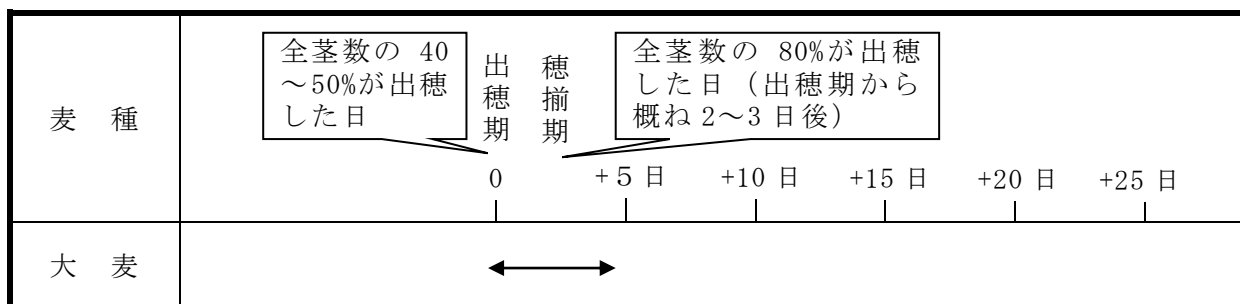 全茎数の 40
～50%が出穂
した日
出穂期
穂揃期
全茎数の 80%が出穂
した日（出穂期から
概ね 2～3 日後）
麦 種
0 +５日 +10 日 +15 日 +20 日 +25 日
大 麦